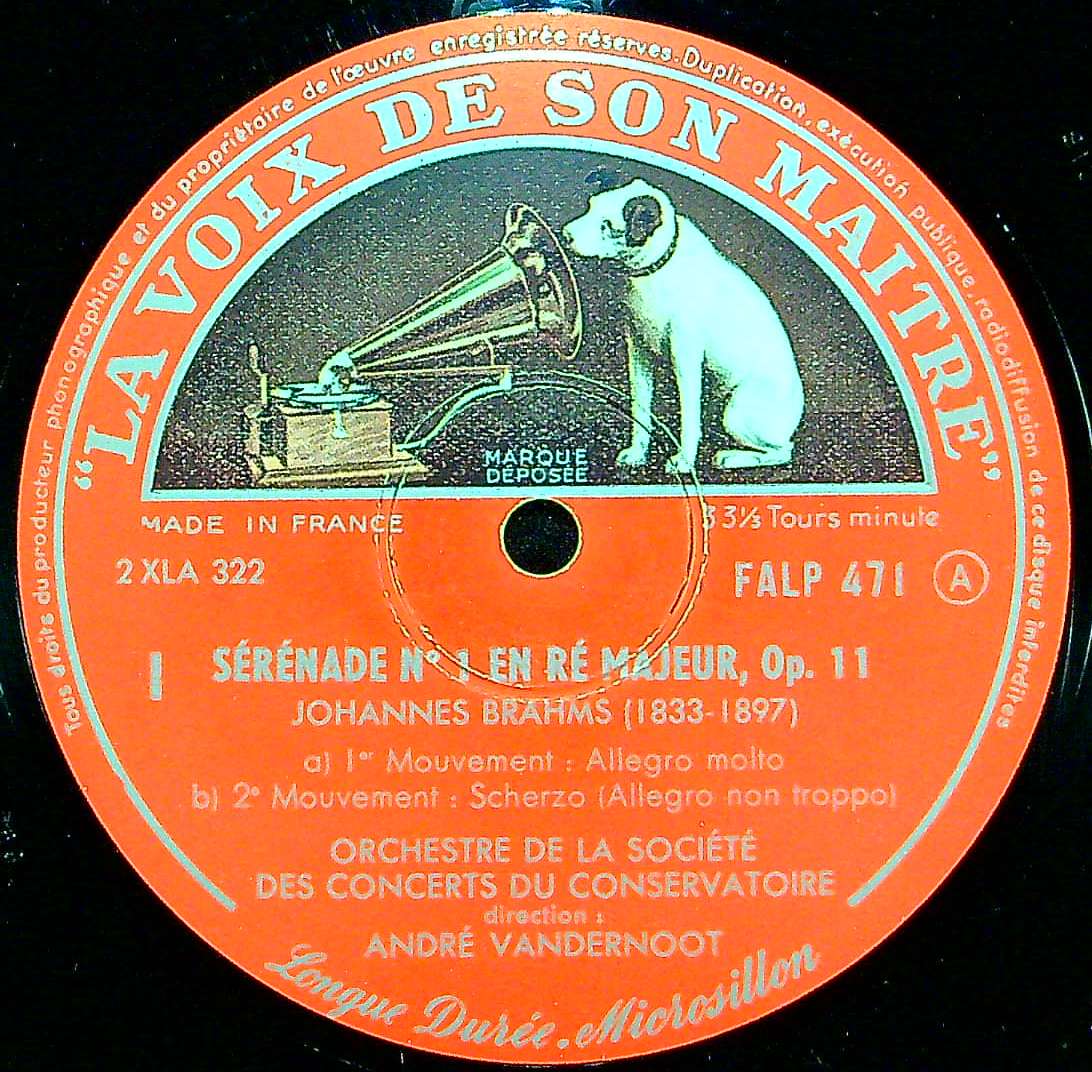 Tous droits du producteur phonographique et du propriétaire de l'œuvre enregistrée réservés. Duplication, exécution publique, radiodiffusion de ce disque interdites
“LA VOIX DE SON MAITRE”
MARQUE
DÉPOSÉE
MADE IN FRANCE
33⅓ Tours minute
2 XLA 322
FALP 471 A
I SÉRÉNADE N° 1 EN RÉ MAJEUR, Op. 11
JOHANNES BRAHMS (1833-1897)
a) 1er Mouvement : Allegro molto
b) 2e Mouvement : Scherzo (Allegro non troppo)
ORCHESTRE DE LA SOCIÉTÉ
DES CONCERTS DU CONSERVATOIRE
direction :
ANDRÉ VANDERNOOT
Longue Durée. Microsillon